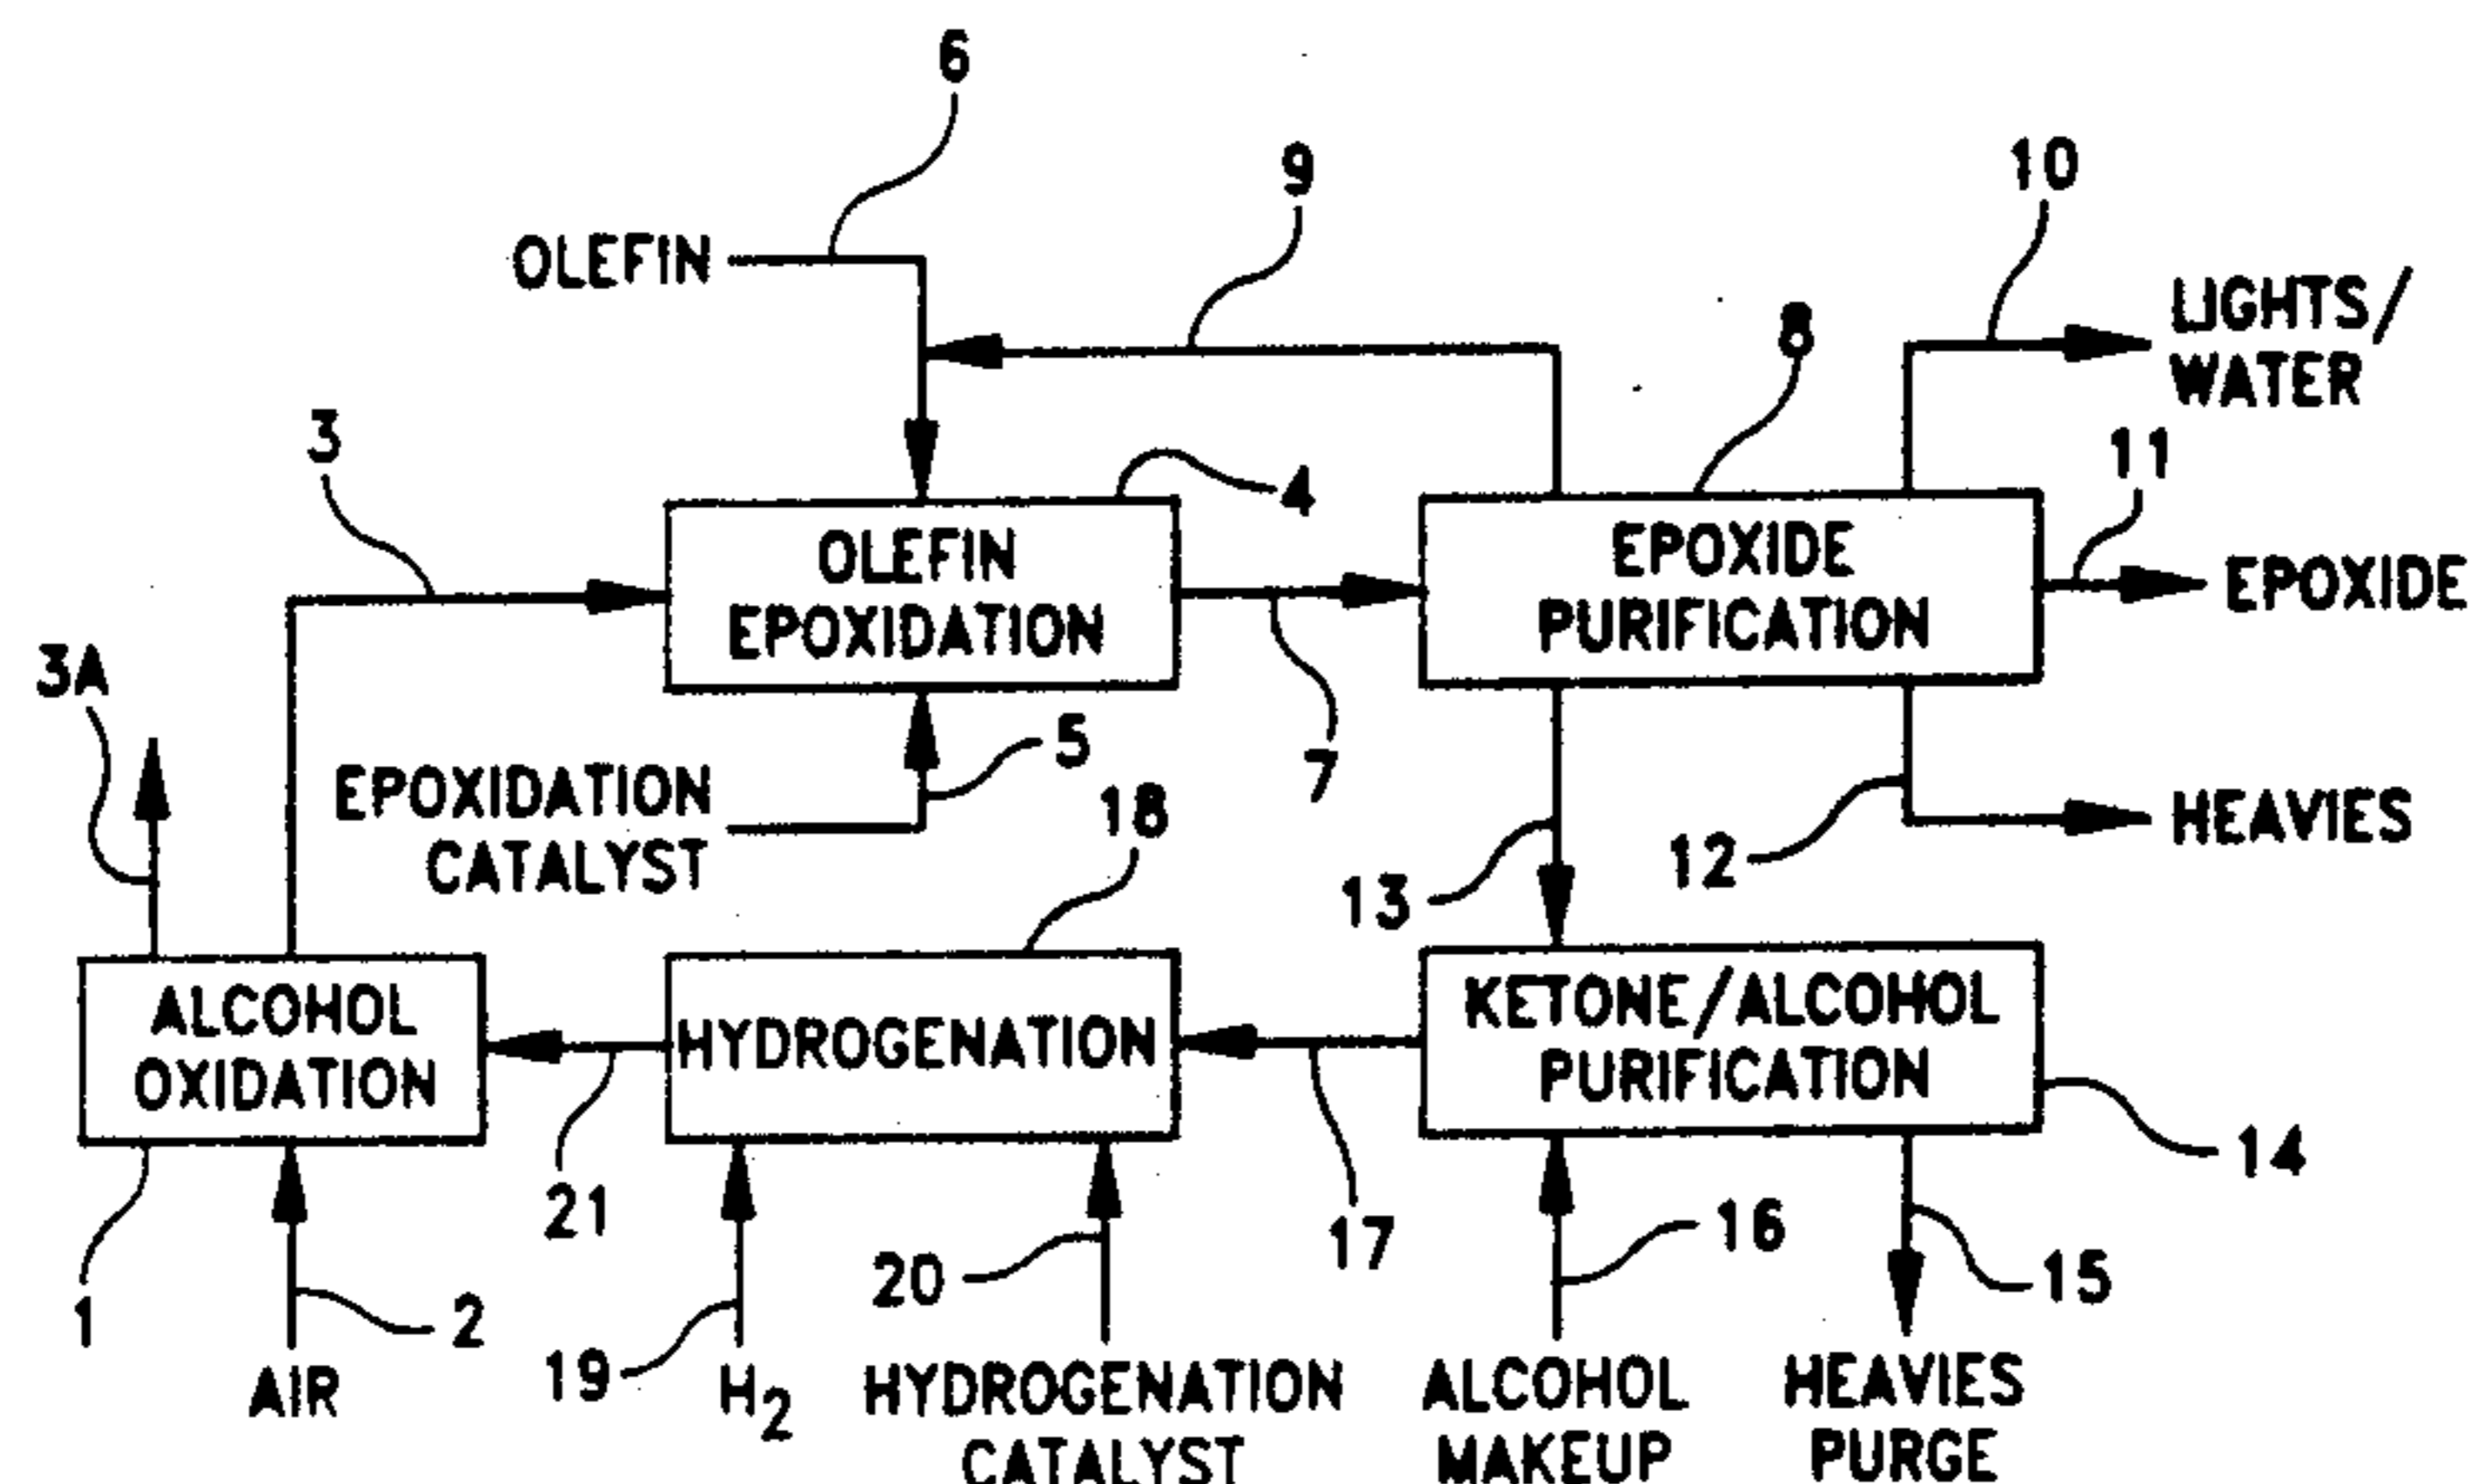 6
9
10
OLEFIN
LIGHTS/
WATER
8
3
11
4
OLEFIN
EPOXIDATION
EPOXIDE
PURIFICATION
EPOXIDE
3A
5
7
EPOXIDATION
CATALYST
18
13
12
HEAVIES
ALCOHOL
OXIDATION
HYDROGENATION
KETONE/ALCOHOL
PURIFICATION
14
21
17
16
20
15
1
2
19
AIR
H2
HYDROGENATION
CATALYST
ALCOHOL
MAKEUP
HEAVIES
PURGE